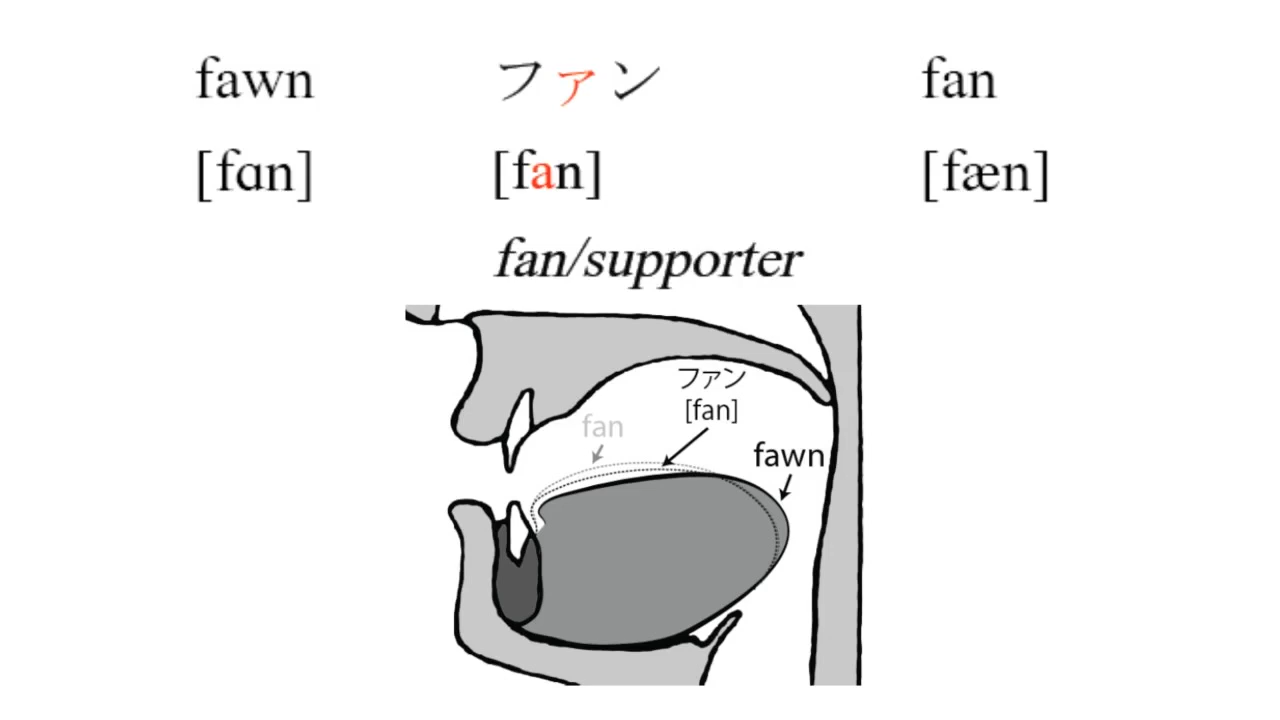 fawn ファン fan
[fɑn] [fan] [fæn]
fan/supporter
ファン
[fan]
fan
fawn